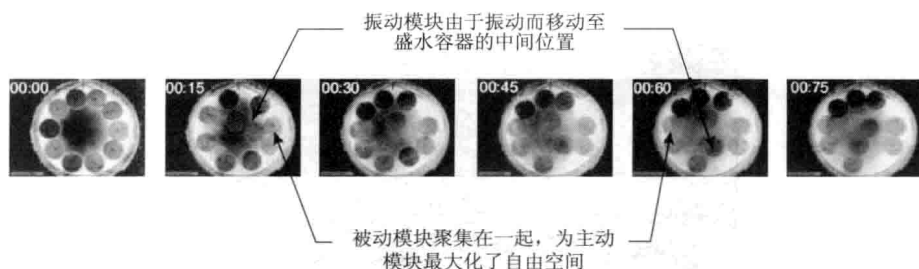 振动模块由于振动而移动至
盛水容器的中间位置
00:00
00:15
00:30
00:45
00:60
00:75
被动模块聚集在一起，为主动
模块最大化了自由空间